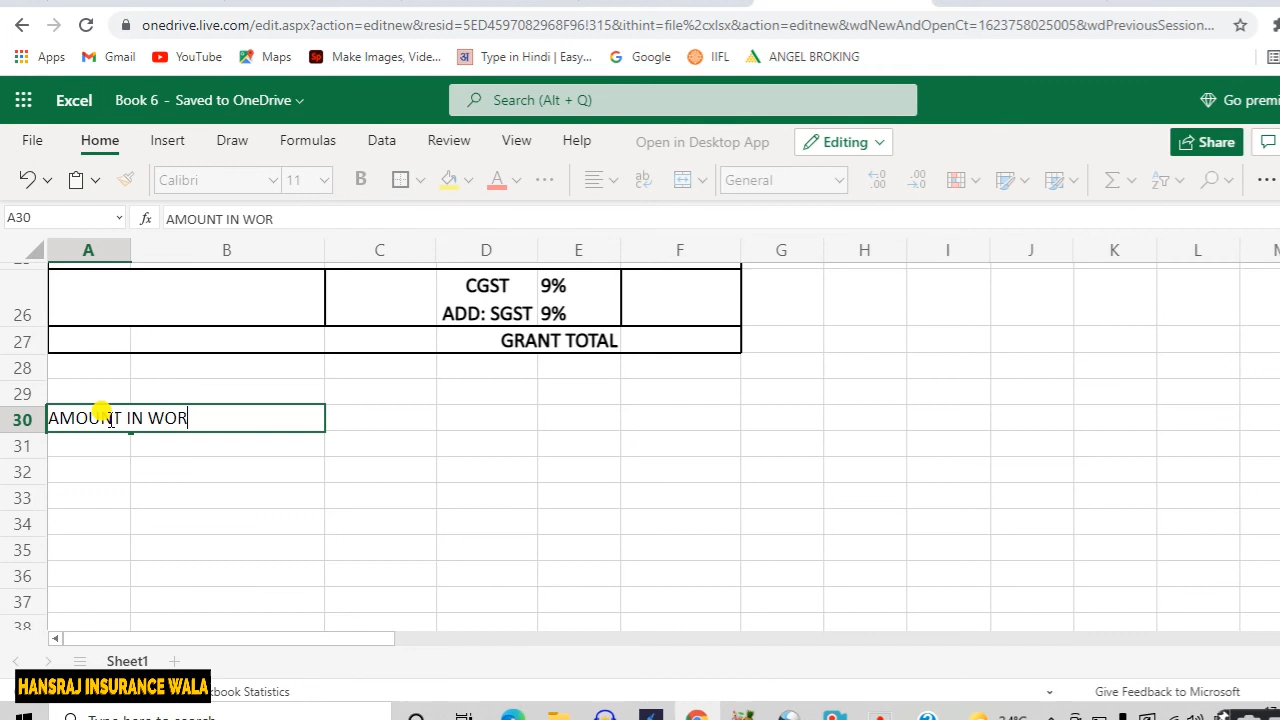 onedrive.live.com/edit.aspx?action=editnew&resid=5ED4597082968F96!315&ithint=file%2cxlsx&action=editnew&wdNewAndOpenCt=1623758025005&wdPreviousSession...
Apps Gmail YouTube Maps Make Images, Vide... Type in Hindi | Easy... Google IIFL ANGEL BROKING
Excel Book 6 - Saved to OneDrive Search (Alt + Q) Go premi
File Home Insert Draw Formulas Data Review View Help Open in Desktop App Editing Share
Calibri 11 B A ab General
A30 fx AMOUNT IN WOR
A B C D E F G H I J K L M
CGST 9%
26 ADD: SGST 9%
27 GRANT TOTAL
28
29
30 AMOUNT IN WOR
31
32
33
34
35
36
37
38
Sheet1
HANSRAJ INSURANCE WALA
kbook Statistics Give Feedback to Microsoft